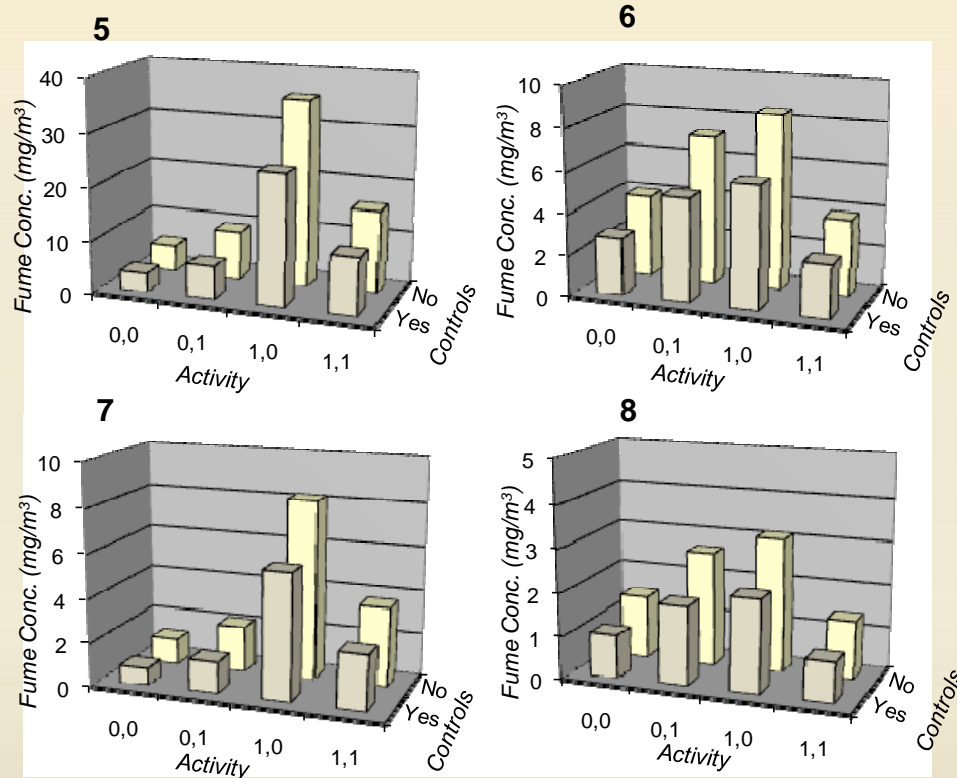 5
40
30
20
10
0
Fume Conc. (mg/m³)
0,0
0,1
1,0
1,1
Activity
No
Yes
Controls
6
10
8
6
4
2
0
Fume Conc. (mg/m³)
0,0
0,1
1,0
1,1
Activity
No
Yes
Controls
7
10
8
6
4
2
0
Fume Conc. (mg/m³)
0,0
0,1
1,0
1,1
Activity
No
Yes
Controls
8
5
4
3
2
1
0
Fume Conc. (mg/m³)
0,0
0,1
1,0
1,1
Activity
No
Yes
Controls